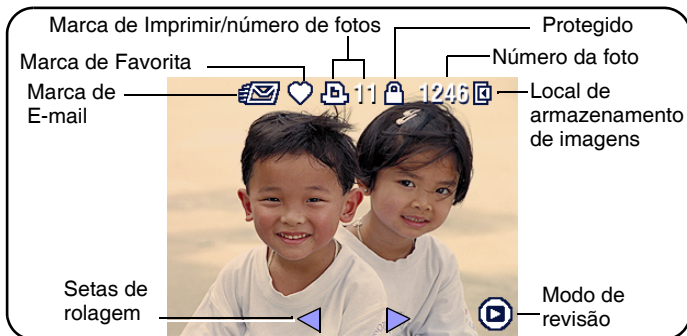 Marca de Imprimir/número de fotos
Protegido
Marca de Favorita
Número da foto
Marca de
E-mail
11
1246
Local de
armazenamento
de imagens
Setas de
rolagem
Modo de
revisão